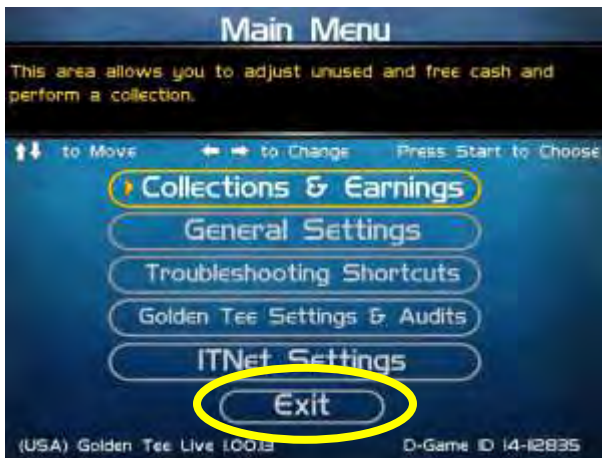 Main Menu
This area allows you to adjust unused and free cash and
perform a collection.
to Move to Change Press Start to Choose
Collections & Earnings
General Settings
Troubleshooting Shortcuts
Golden Tee Settings & Audits
ITNet Settings
Exit
(USA) Golden Tee Live 1.00.13 D-Game ID 14-112835